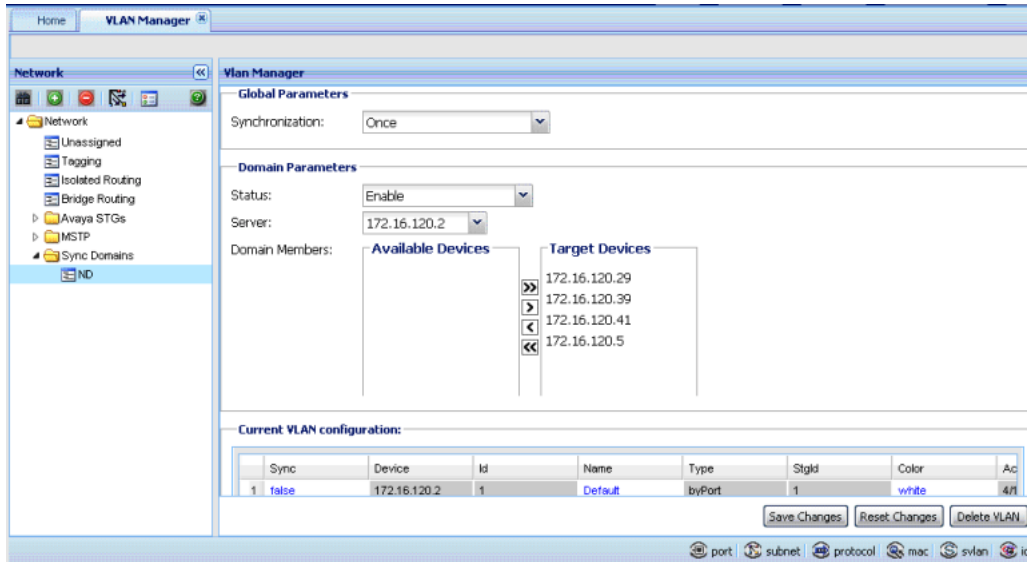 Home VLAN Manager
Network
Vlan Manager
Global Parameters
Synchronization: Once
Network
Unassigned
Tagging
Isolated Routing
Bridge Routing
Avaya STGs
MSTP
Sync Domains
ND
Domain Parameters
Status: Enable
Server: 172.16.120.2
Domain Members: Available Devices Target Devices
172.16.120.29
172.16.120.39
172.16.120.41
172.16.120.5
Current VLAN configuration:
Sync Device Id Name Type StgId Color Ac
1 false 172.16.120.2 1 Default byPort 1 white 4/1
Save Changes Reset Changes Delete VLAN
port subnet protocol mac svlan